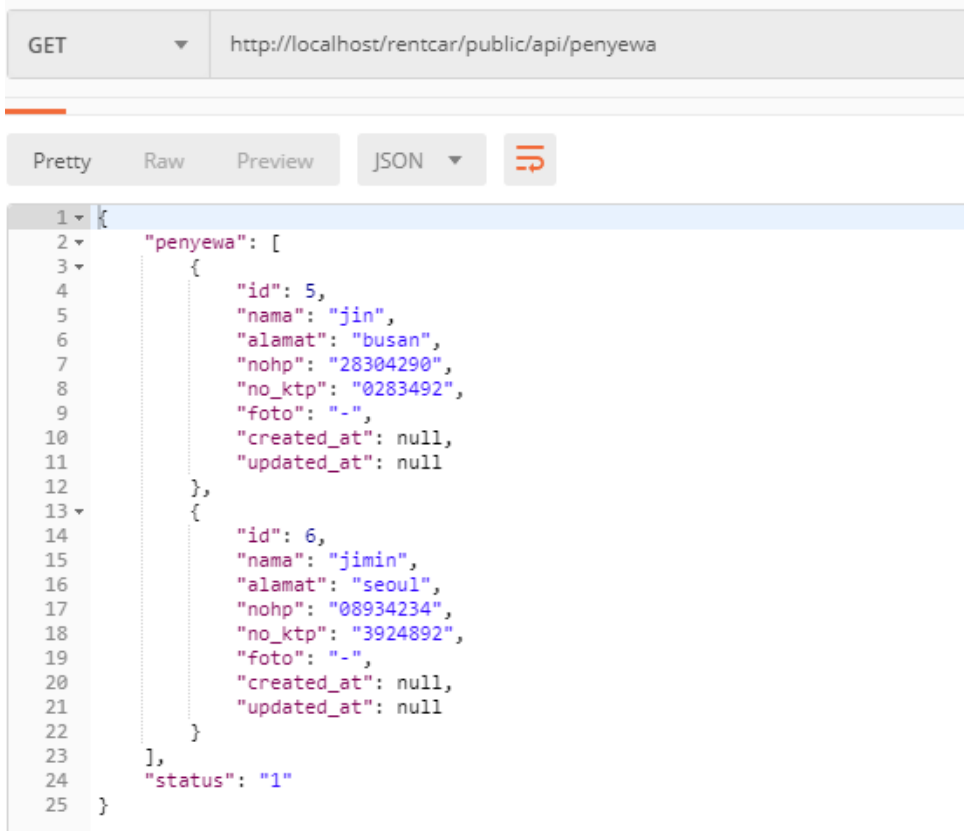 GET http://localhost/rentcar/public/api/penyewa
Pretty Raw Preview JSON
1 {
2 "penyewa": [
3 {
4 "id": 5,
5 "nama": "jin",
6 "alamat": "busan",
7 "nohp": "28304290",
8 "no_ktp": "0283492",
9 "foto": "-",
10 "created_at": null,
11 "updated_at": null
12 },
13 {
14 "id": 6,
15 "nama": "jimin",
16 "alamat": "seoul",
17 "nohp": "08934234",
18 "no_ktp": "3924892",
19 "foto": "-",
20 "created_at": null,
21 "updated_at": null
22 }
23 ],
24 "status": "1"
25 }